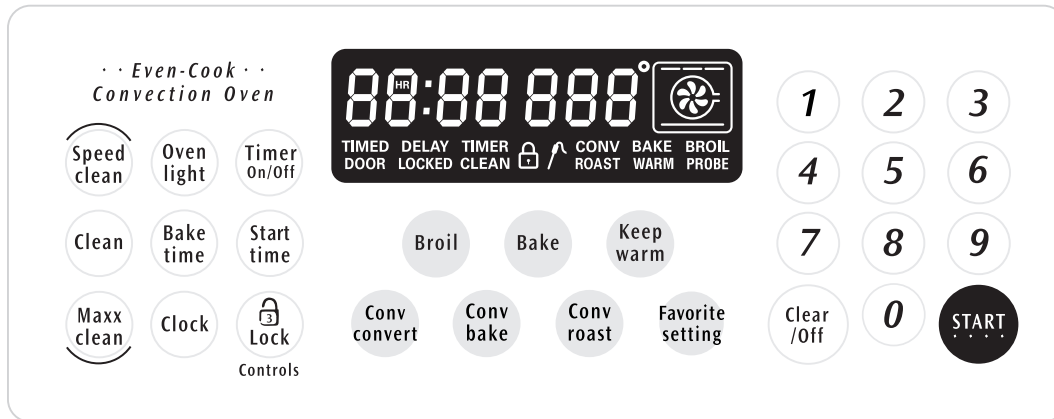 · · Even-Cook · ·
Convection Oven
Speed
clean
Oven
light
Timer
On/Off
Clean
Bake
time
Start
time
Maxx
clean
Clock
3
Lock
Controls
88:88 888°
HR
TIMED DELAY TIMER CONV BAKE BROIL
DOOR LOCKED CLEAN ROAST WARM PROBE
Broil
Bake
Keep
warm
Conv
convert
Conv
bake
Conv
roast
Favorite
setting
1 2 3
4 5 6
7 8 9
Clear
/Off
0
START